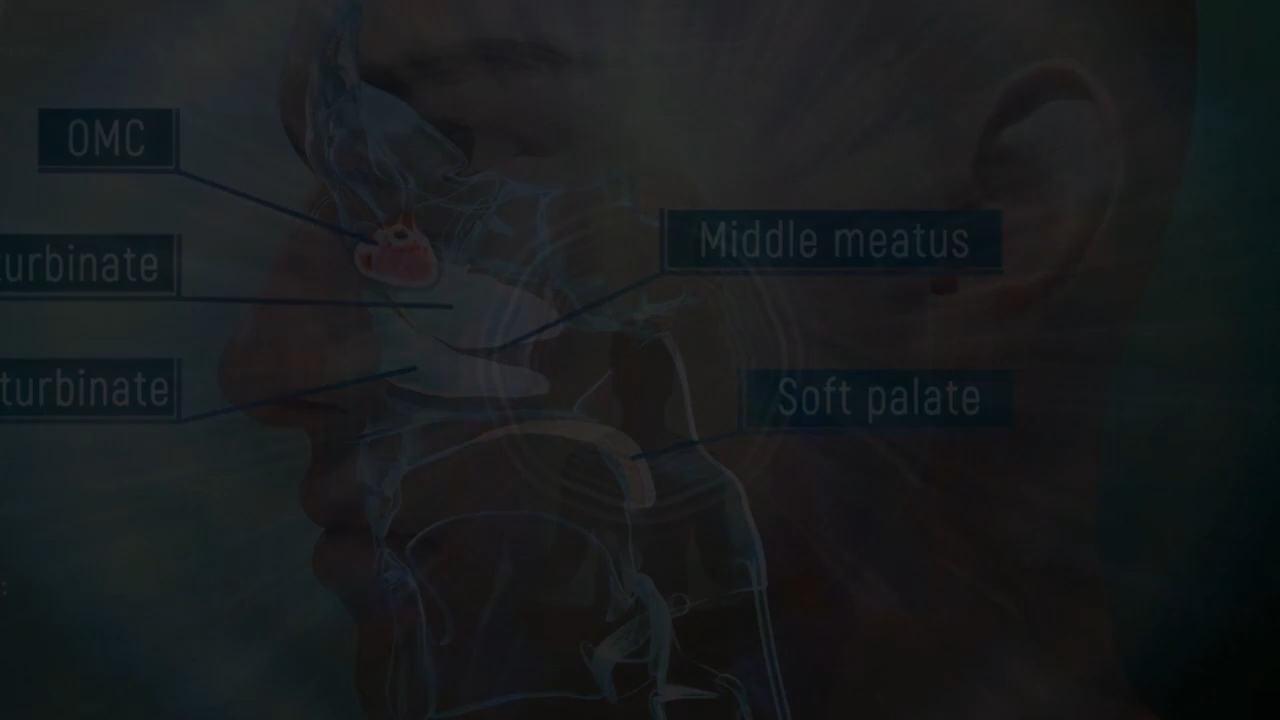 OMC
urbinate
Middle meatus
turbinate
Soft palate